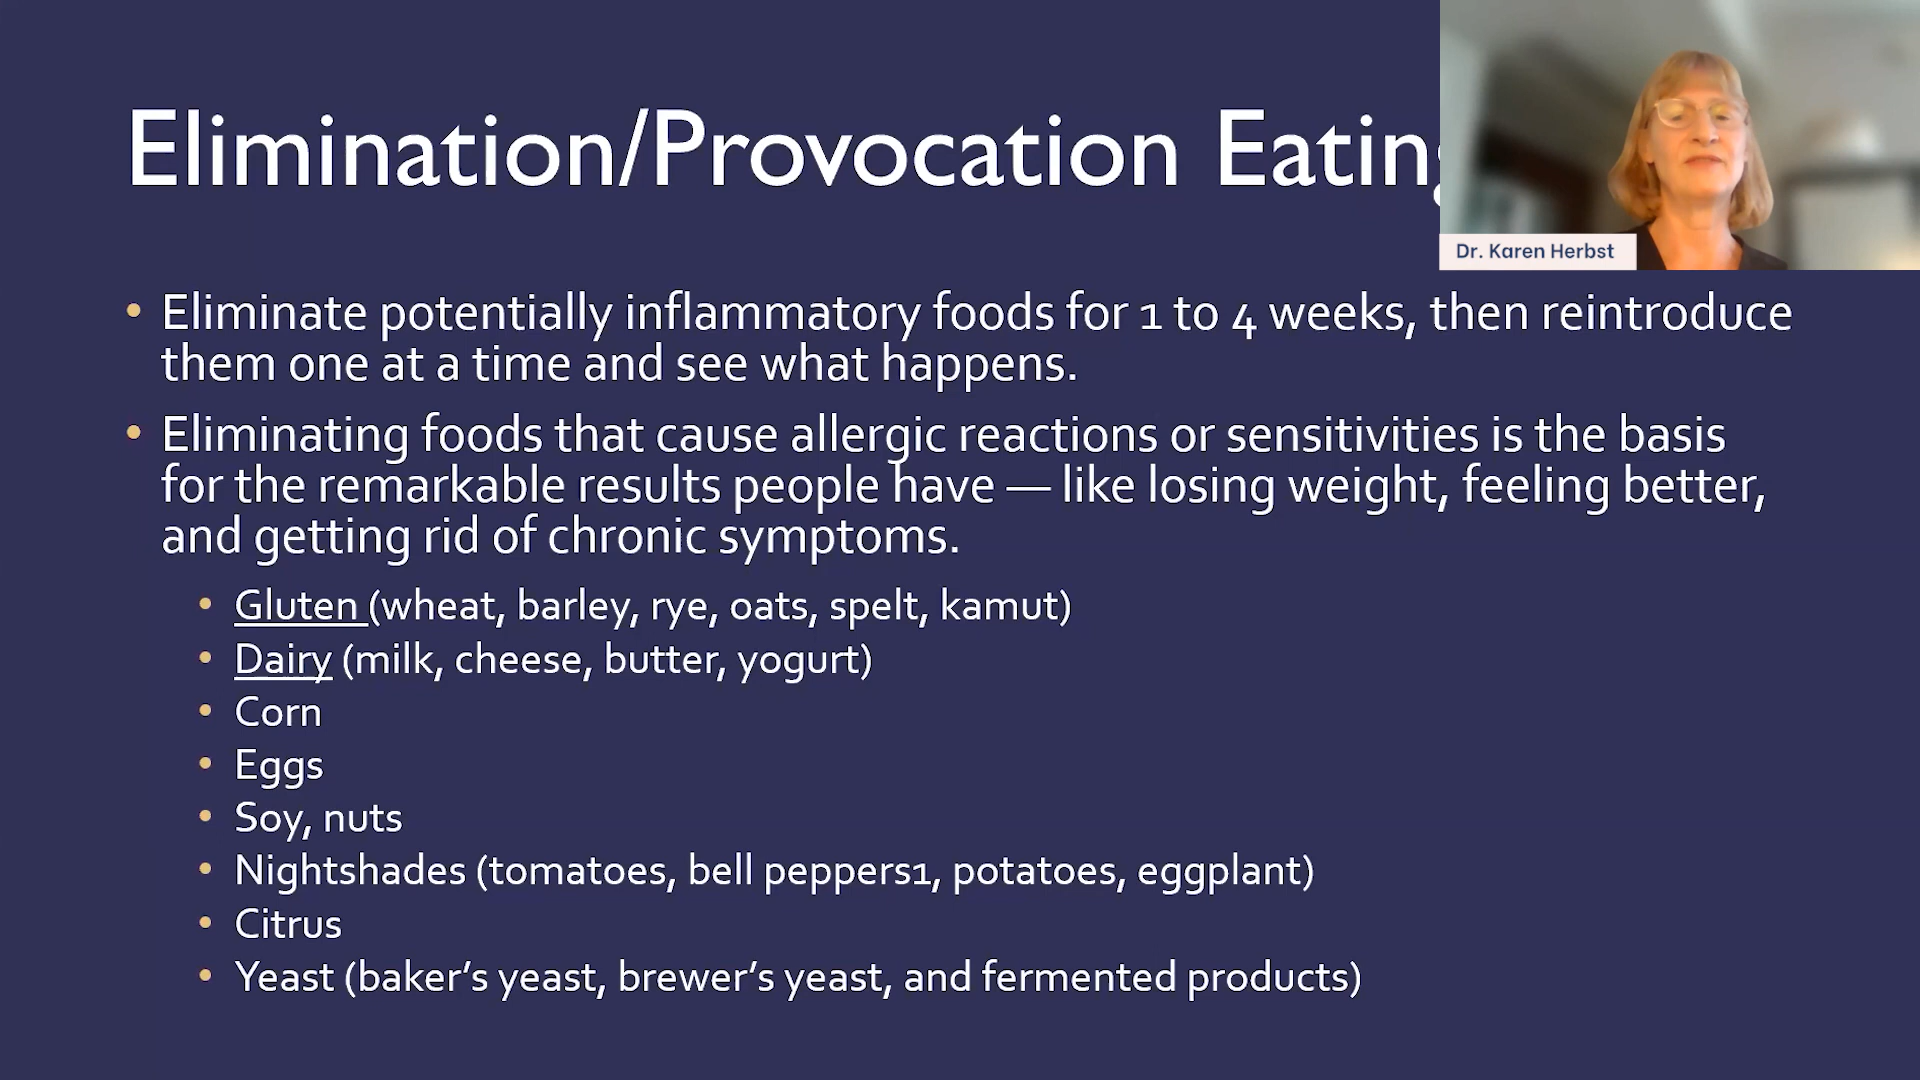 Elimination/Provocation Eating
Dr. Karen Herbst
• Eliminate potentially inflammatory foods for 1 to 4 weeks, then reintroduce
them one at a time and see what happens.
• Eliminating foods that cause allergic reactions or sensitivities is the basis
for the remarkable results people have — like losing weight, feeling better,
and getting rid of chronic symptoms.
• Gluten (wheat, barley, rye, oats, spelt, kamut)
• Dairy (milk, cheese, butter, yogurt)
• Corn
• Eggs
• Soy, nuts
• Nightshades (tomatoes, bell peppers1, potatoes, eggplant)
• Citrus
• Yeast (baker’s yeast, brewer’s yeast, and fermented products)